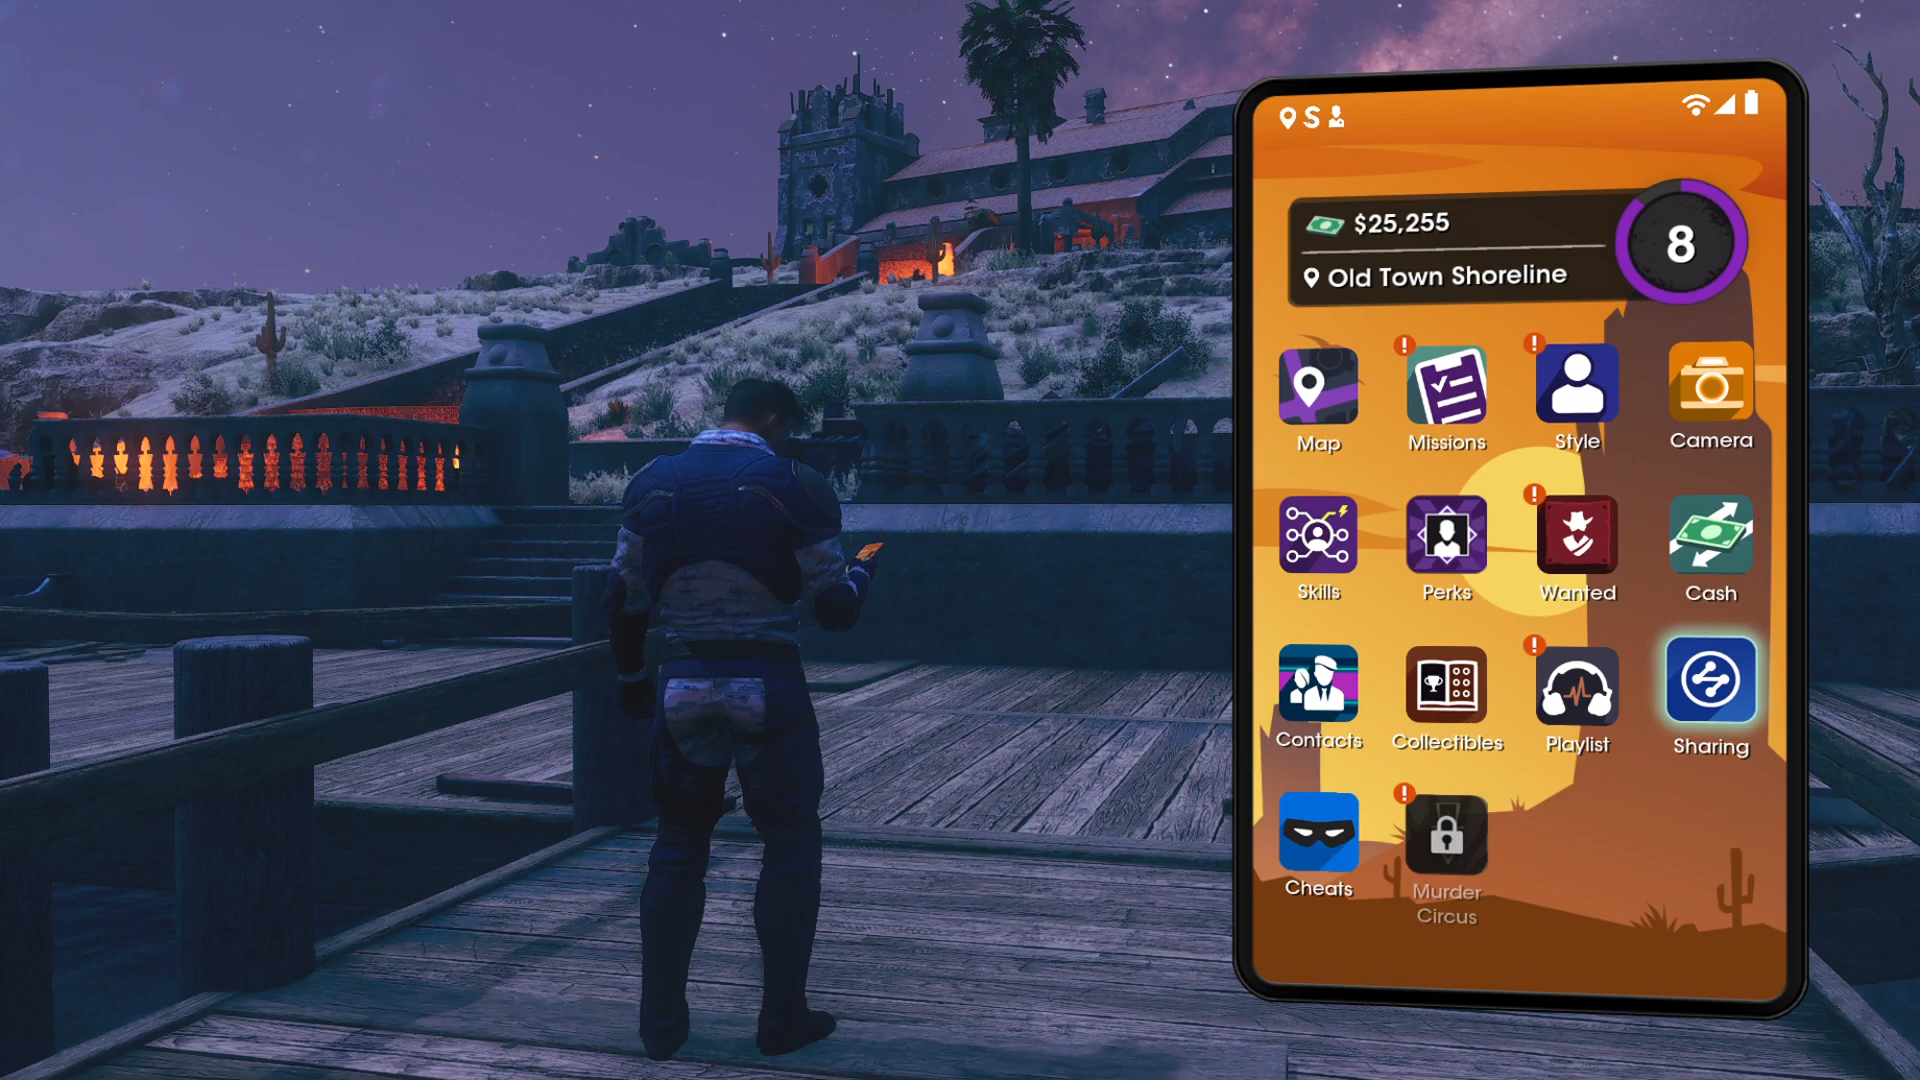 S
$25,255
8
Old Town Shoreline
Map
Missions
Style
Camera
Skills
Perks
Wanted
Cash
Contacts
Collectibles
Playlist
Sharing
Cheats
Murder
Circus